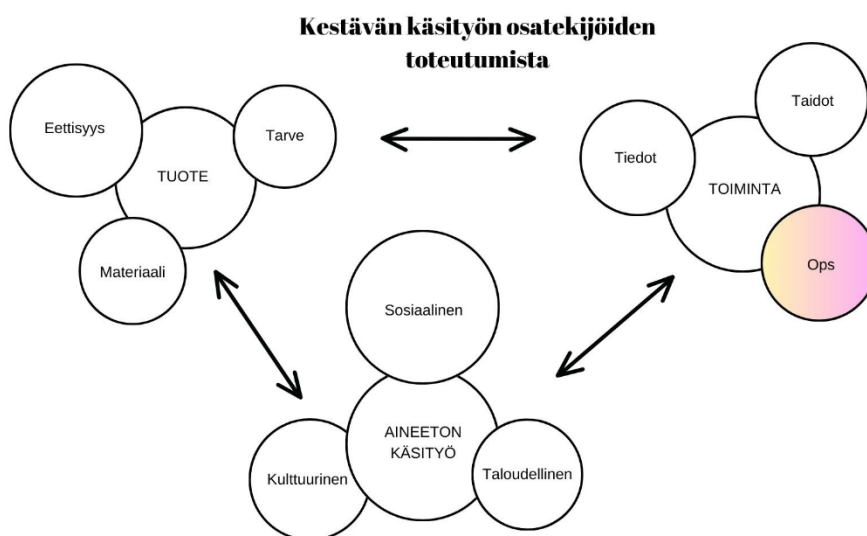 Kestävän käsityön osatekijöiden
toteutumista
Eettisyys
Tarve
TUOTE
Materiaali
Tiedot
Taidot
TOIMINTA
Ops
Sosiaalinen
AINEETON
KÄSITYÖ
Kulttuurinen
Taloudellinen